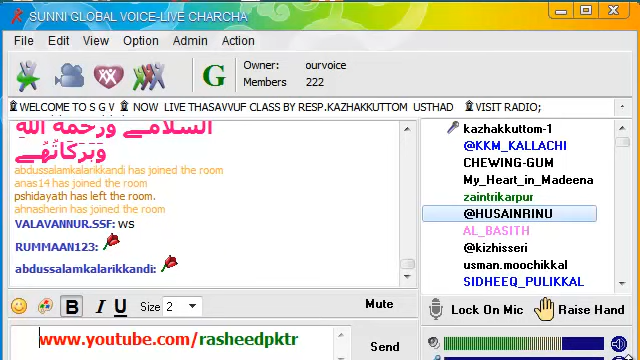 SUNNI GLOBAL VOICE-LIVE CHARCHA
File Edit View Option Admin Action
G
Owner: ourvoice
Members 222
WELCOME TO S G V NOW LIVE THASAVVUF CLASS BY RESP.KAZHAKKUTTOM USTHAD VISIT RADIO;
السلامے ورحمة الله
abdussalamkalarikkandi has joined the room
anas14 has joined the room
pshidayath has left the room.
ahnasherin has joined the room
VALAVANNUR.SSF: ws
RUMMAAN123:
abdussalamkalarikkandi:
kazhakkuttom-1
@KKM_KALLACHI
CHEWING-GUM
My_Heart_in_Madeena
zaintrikarpur
@HUSAINRINU
AL_BASITH
@kizhisseri
usman.moochikkal
SIDHEEQ_PULIKKAL
B I U Size 2 Mute
Lock On Mic Raise Hand
www.youtube.com/rasheedpktr
Send